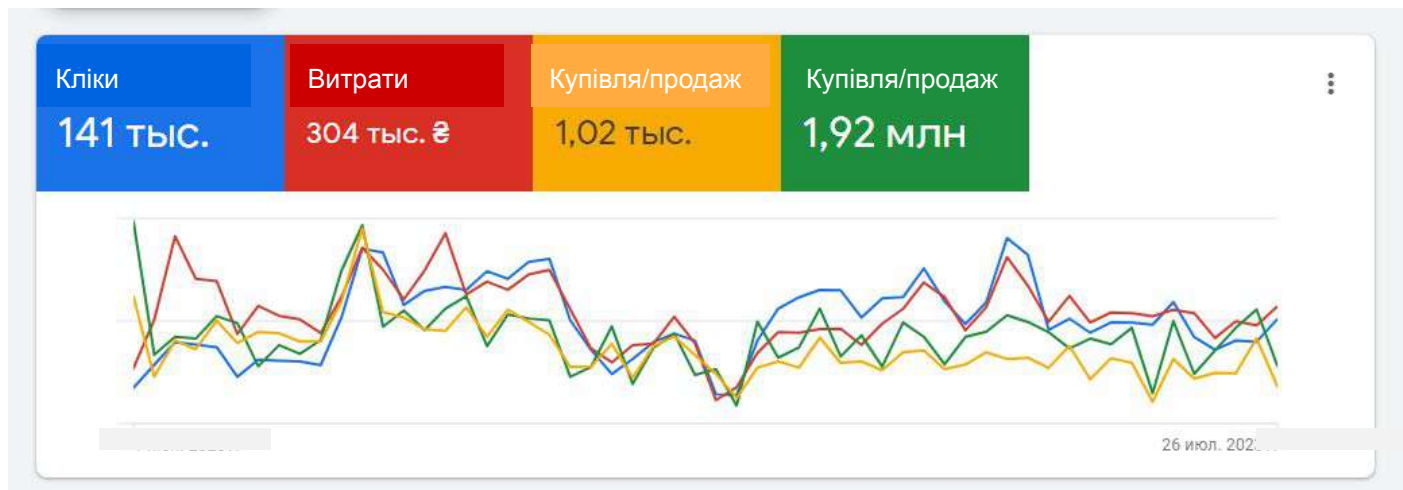 Кліки
141 тыс.
Витрати
304 тыс. ₴
Купівля/продаж
1,02 тыс.
Купівля/продаж
1,92 млн
26 июл.